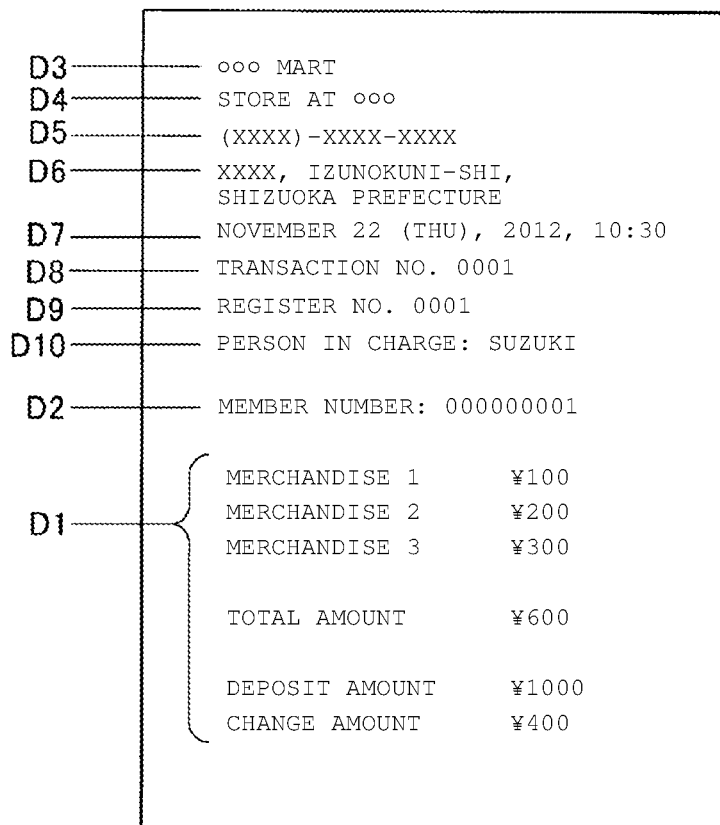 D3 ○○○ MART
D4 STORE AT ○○○
D5 (XXXX)-XXXX-XXXX
D6 XXXX, IZUNOKUNI-SHI,
SHIZUOKA PREFECTURE
D7 NOVEMBER 22 (THU), 2012, 10:30
D8 TRANSACTION NO. 0001
D9 REGISTER NO. 0001
D10 PERSON IN CHARGE: SUZUKI
D2 MEMBER NUMBER: 000000001
D1
MERCHANDISE 1 ¥100
MERCHANDISE 2 ¥200
MERCHANDISE 3 ¥300
TOTAL AMOUNT ¥600
DEPOSIT AMOUNT ¥1000
CHANGE AMOUNT ¥400